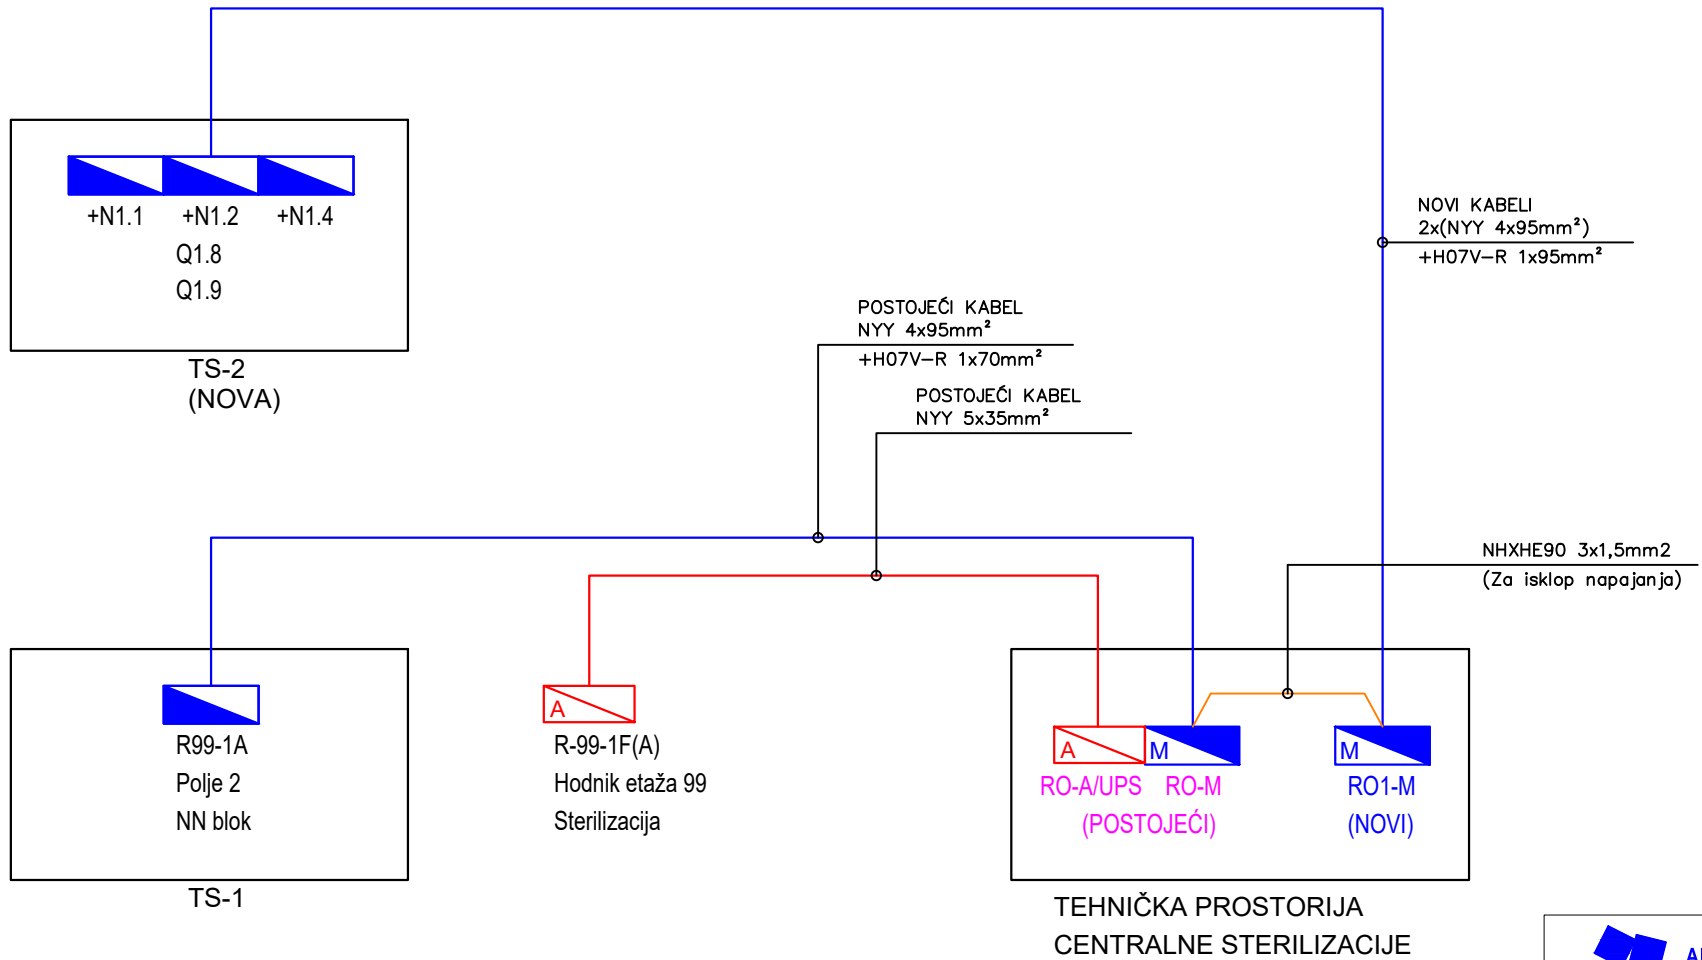 +N1.1 +N1.2 +N1.4
Q1.8
Q1.9
TS-2
(NOVA)
NOVI KABELI
2x(NYY 4x95mm²)
+H07V-R 1x95mm²
POSTOJEĆI KABEL
NYY 4x95mm²
+H07V-R 1x70mm²
POSTOJEĆI KABEL
NYY 5x35mm²
NHXHE90 3x1,5mm2
(Za isklop napajanja)
R99-1A
Polje 2
NN blok
TS-1
A
R-99-1F(A)
Hodnik etaža 99
Sterilizacija
A M M
RO-A/UPS RO-M RO1-M
(POSTOJEĆI) (NOVI)
TEHNIČKA PROSTORIJA
CENTRALNE STERILIZACIJE